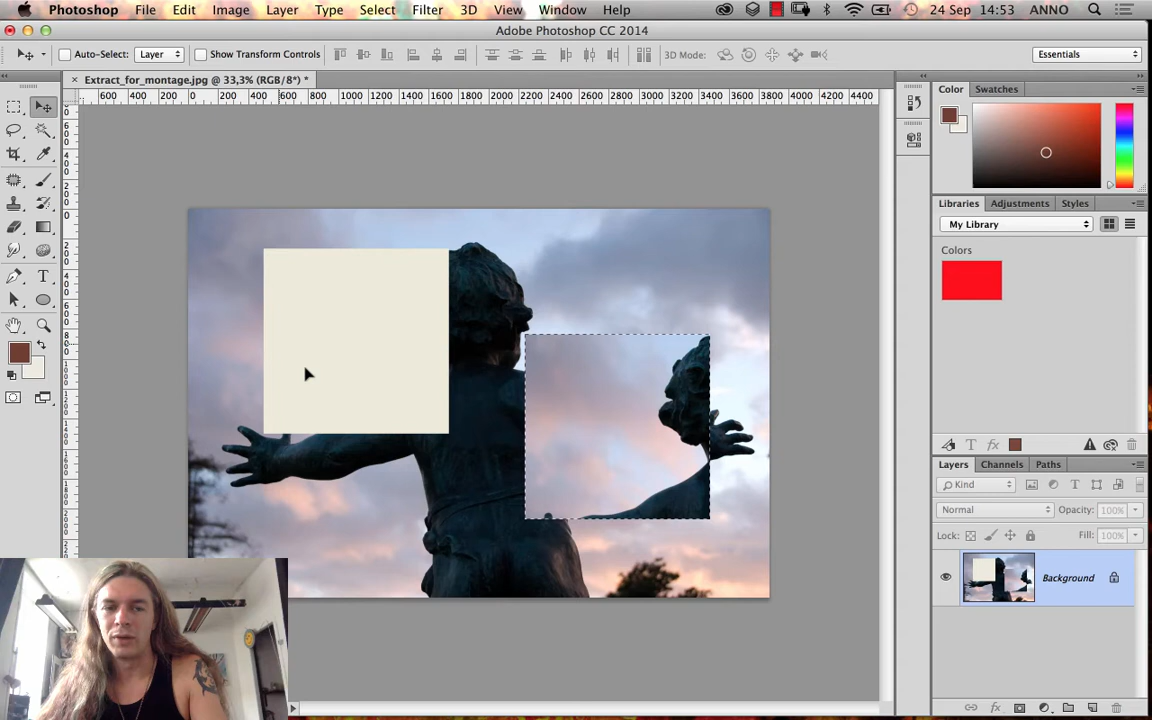 Photoshop File Edit Image Layer Type Select Filter 3D View Window Help 24 Sep 14:53 ANNO
Adobe Photoshop CC 2014
Auto-Select: Layer Show Transform Controls 3D Mode: Essentials
Extract_for_montage.jpg @ 33,3% (RGB/8*) *
600 400 200 0 200 400 600 800 1000 1200 1400 1600 1800 2000 2200 2400 2600 2800 3000 3200 3400 3600 3800 4000 4200 4400
Color Swatches
Libraries Adjustments Styles
My Library
Colors
Layers Channels Paths
Kind
Normal Opacity: 100%
Lock: Fill: 100%
Background